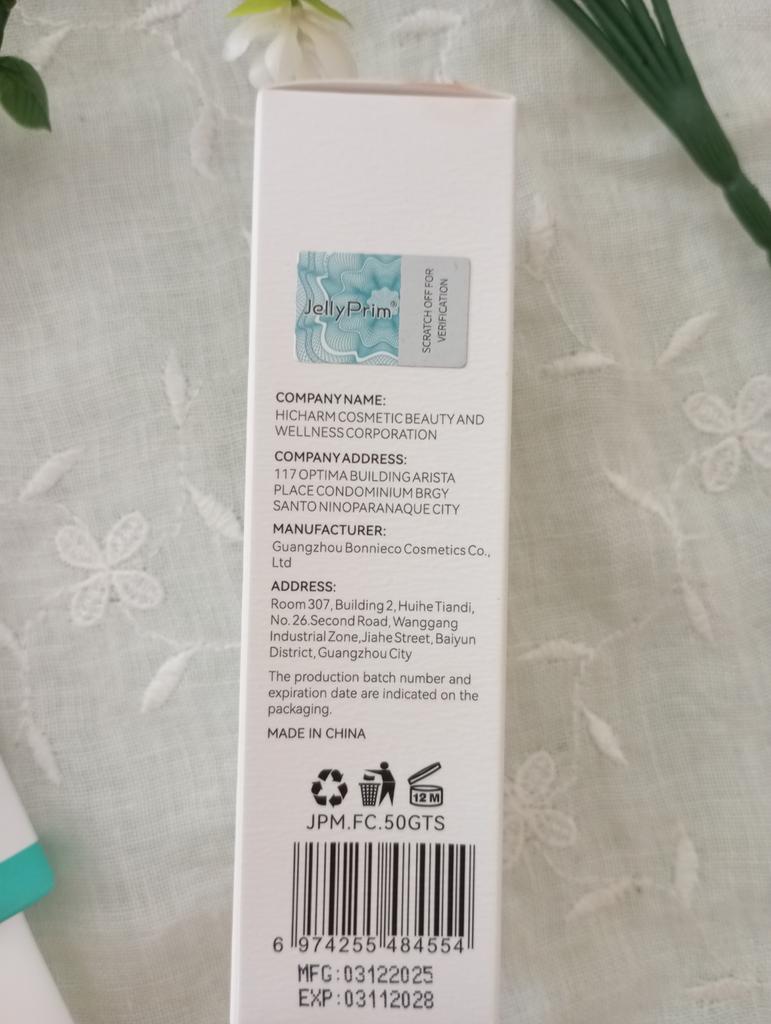 JellyPrim®
SCRATCH OFF FOR
VERIFICATION
COMPANY NAME:
HICHARM COSMETIC BEAUTY AND
WELLNESS CORPORATION
COMPANY ADDRESS:
117 OPTIMA BUILDING ARISTA
PLACE CONDOMINIUM BRGY
SANTO NINOPARANAQUE CITY
MANUFACTURER:
Guangzhou Bonnieco Cosmetics Co.,
Ltd
ADDRESS:
Room 307, Building 2, Huihe Tiandi,
No. 26.Second Road, Wanggang
Industrial Zone, Jiahe Street, Baiyun
District, Guangzhou City
The production batch number and
expiration date are indicated on the
packaging.
MADE IN CHINA
12 M
JPM.FC.50GTS
6 974255 484554
MFG:03122025
EXP:03112028